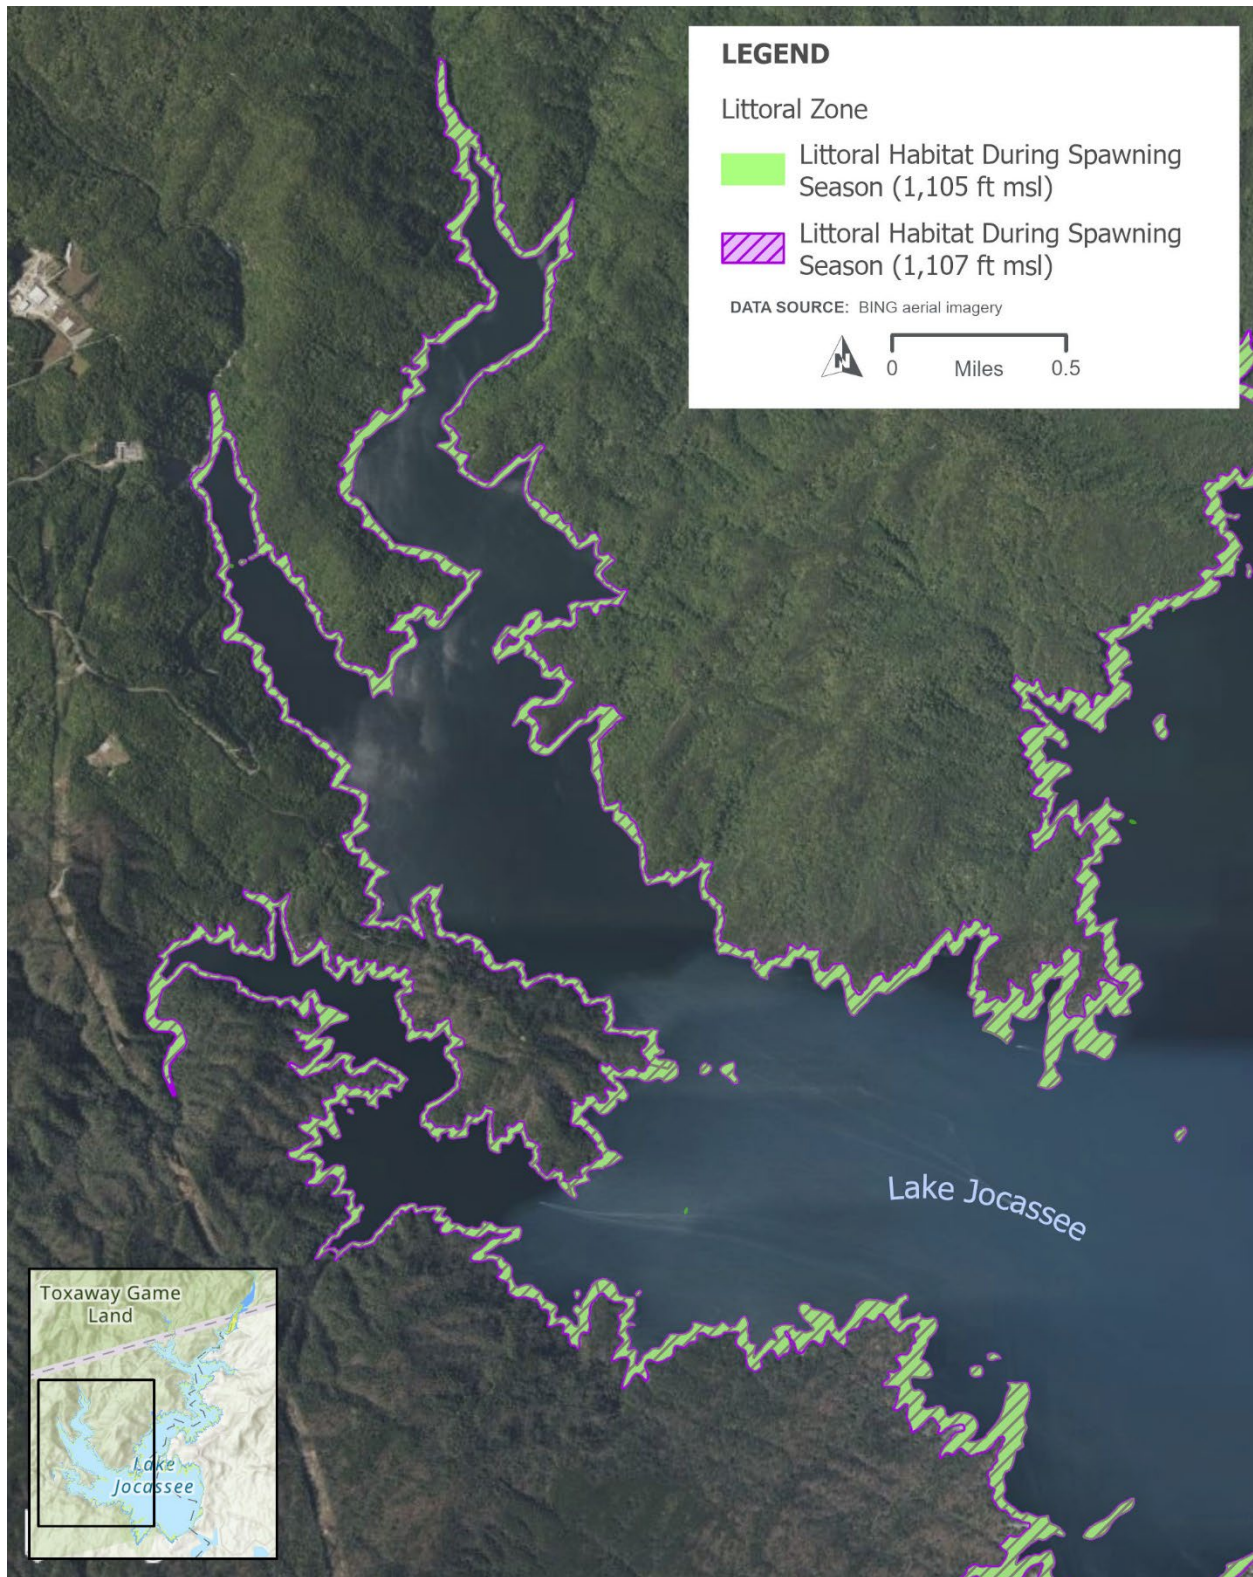 LEGEND
Littoral Zone
Littoral Habitat During Spawning
Season (1,105 ft msl)
Littoral Habitat During Spawning
Season (1,107 ft msl)
DATA SOURCE: BING aerial imagery
N
0 Miles 0.5
Lake Jocassee
Toxaway Game
Land
Lake
Jocassee